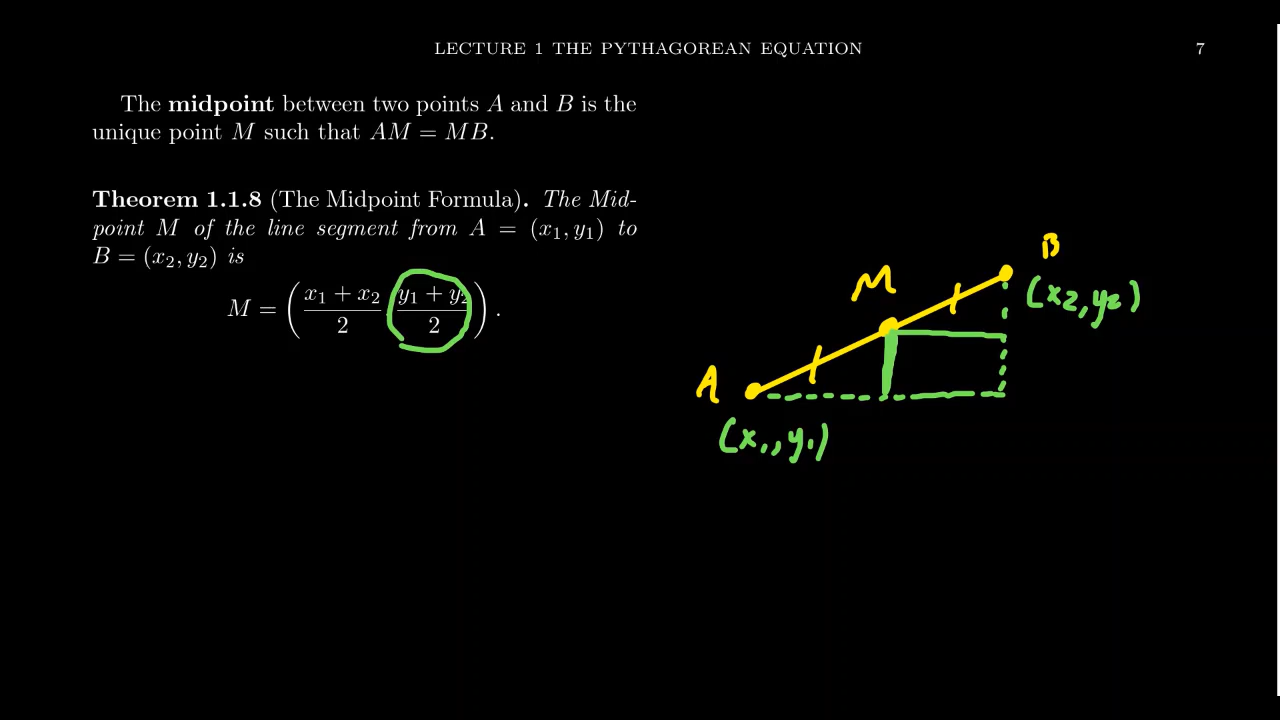 LECTURE 1 THE PYTHAGOREAN EQUATION 7
The midpoint between two points A and B is the
unique point M such that AM = MB.
Theorem 1.1.8 (The Midpoint Formula). The Mid-
point M of the line segment from A = (x₁, y₁) to
B = (x₂, y₂) is
M = ( (x₁ + x₂)/2, (y₁ + y₂)/2 ).
B
M
(x₂, y₂)
A
(x₁, y₁)